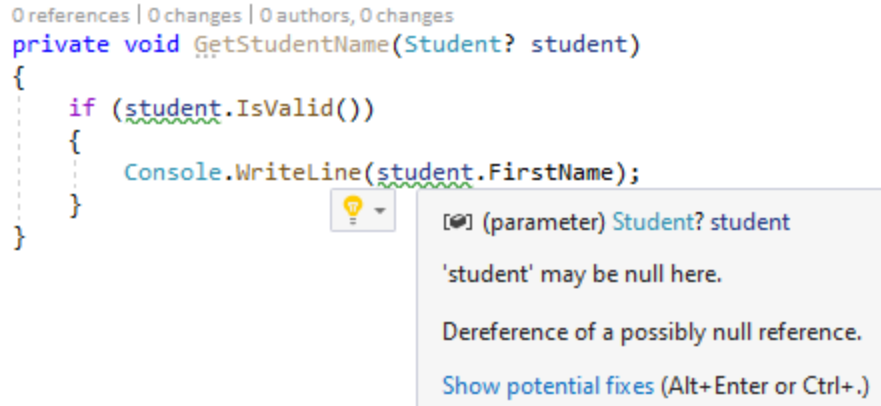 0 references | 0 changes | 0 authors, 0 changes
private void GetStudentName(Student? student)
{
    if (student.IsValid())
    {
        Console.WriteLine(student.FirstName);
    }
}
(parameter) Student? student
'student' may be null here.
Dereference of a possibly null reference.
Show potential fixes (Alt+Enter or Ctrl+.)